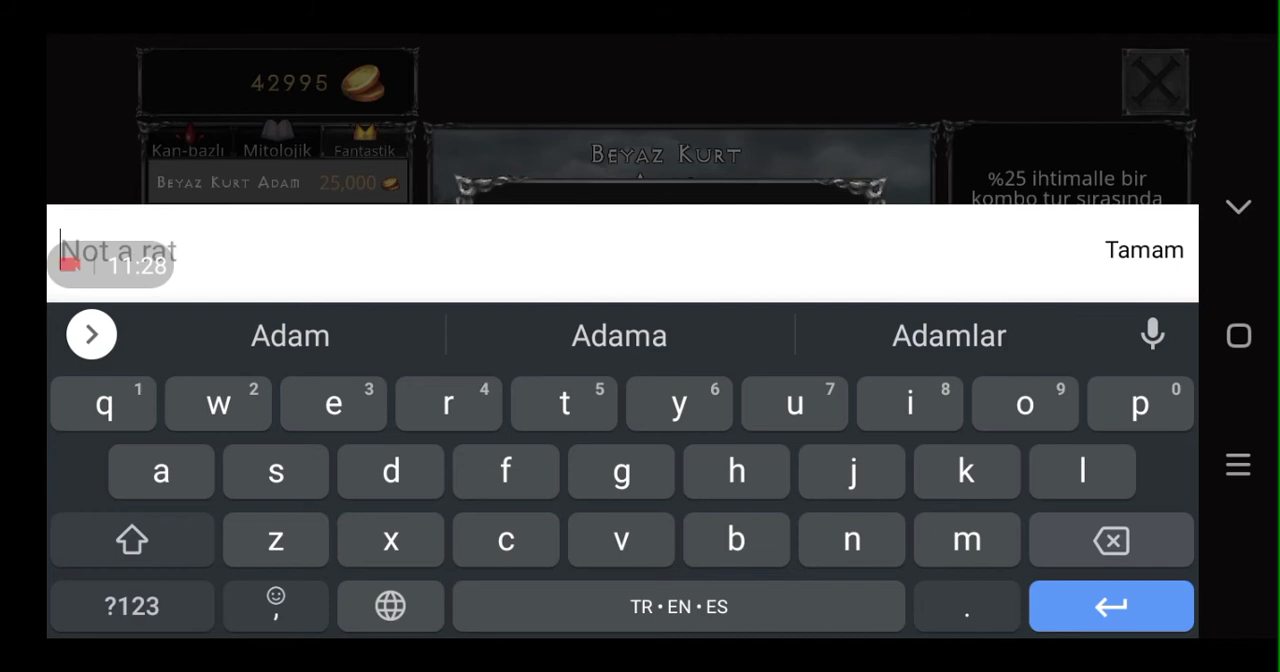 42995
Kan-bazlı Mitolojik Fantastik
Beyaz Kurt Adam 25,000
Beyaz Kurt
%25 ihtimalle bir
kombo tur sırasında
Not a rat
11:28
Tamam
Adam Adama Adamlar
q 1 w 2 e 3 r 4 t 5 y 6 u 7 i 8 o 9 p 0
a s d f g h j k l
z x c v b n m
?123 , TR • EN • ES .